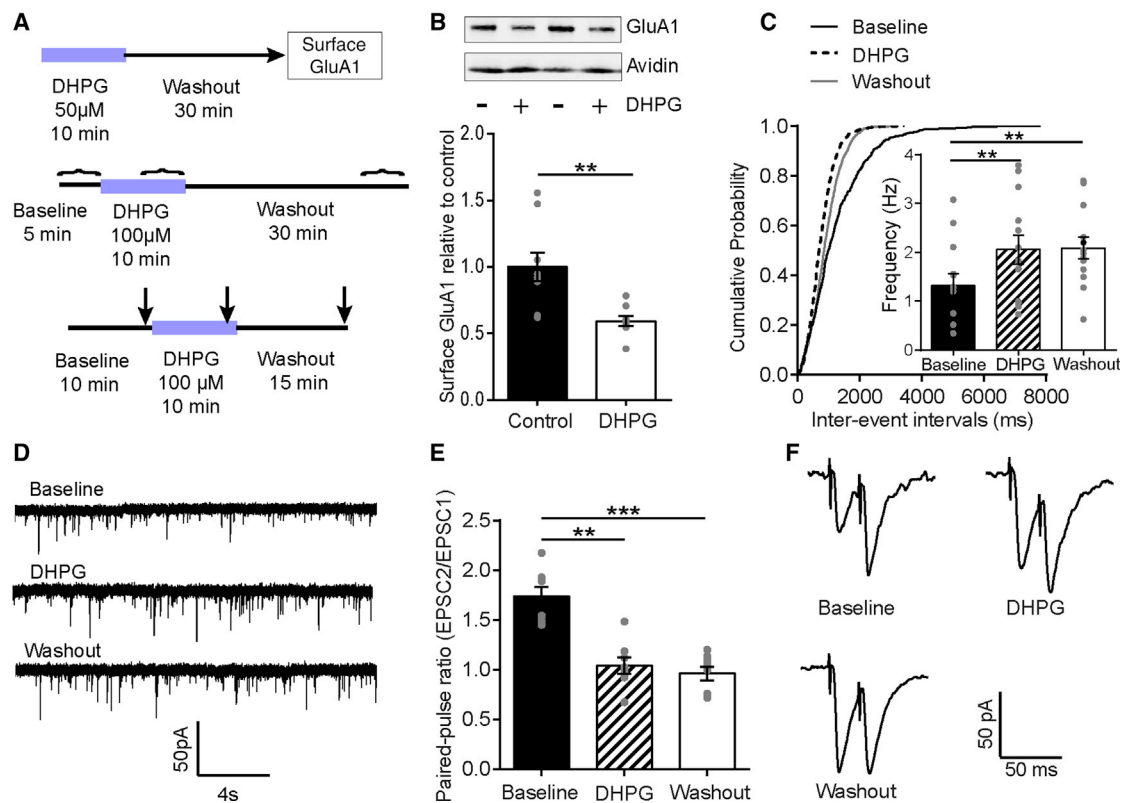 A
Surface
GluA1
DHPG
50µM
10 min
Washout
30 min
Baseline
5 min
DHPG
100µM
10 min
Washout
30 min
Baseline
10 min
DHPG
100 µM
10 min
Washout
15 min
B
GluA1
Avidin
- + - + DHPG
Surface GluA1 relative to control
2.0
1.5
1.0
0.5
0.0
**
Control DHPG
C
Baseline
DHPG
Washout
Cumulative Probability
1.0
0.8
0.6
0.4
0.2
0.0
0 2000 4000 6000 8000
Inter-event intervals (ms)
Frequency (Hz)
4
3
2
1
0
**
**
Baseline DHPG Washout
D
Baseline
DHPG
Washout
50pA
4s
E
Paired-pulse ratio (EPSC2/EPSC1)
2.5
2.0
1.5
1.0
0.5
0.0
***
**
Baseline DHPG Washout
F
Baseline
DHPG
Washout
50 pA
50 ms